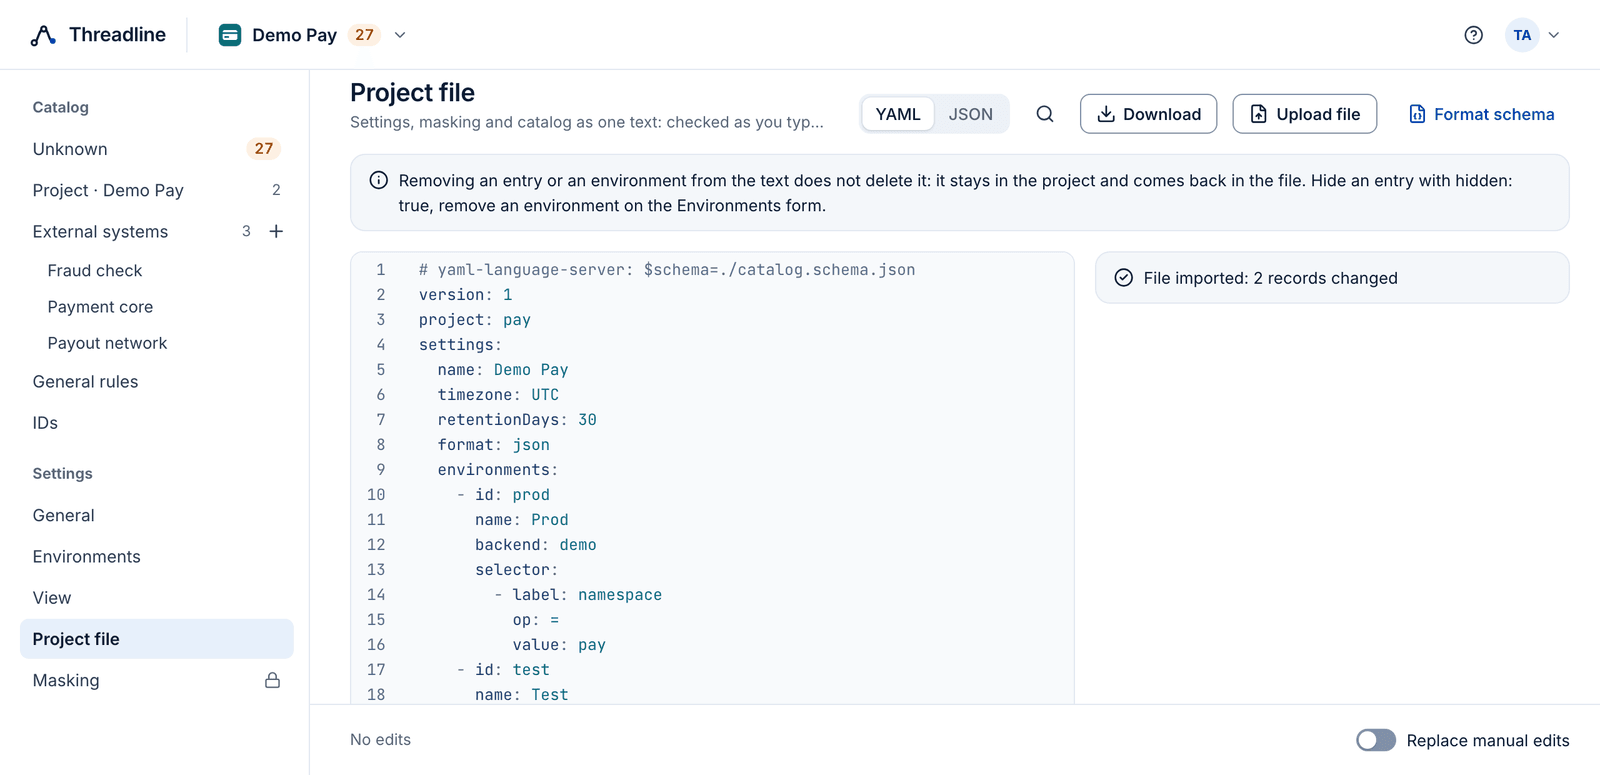 Threadline
Demo Pay 27
TA
Catalog
Unknown 27
Project · Demo Pay 2
External systems 3
Fraud check
Payment core
Payout network
General rules
IDs
Settings
General
Environments
View
Project file
Masking
Project file
Settings, masking and catalog as one text: checked as you typ...
YAML JSON
Download
Upload file
Format schema
Removing an entry or an environment from the text does not delete it: it stays in the project and comes back in the file. Hide an entry with hidden:
true, remove an environment on the Environments form.
1 # yaml-language-server: $schema=./catalog.schema.json
2 version: 1
3 project: pay
4 settings:
5 name: Demo Pay
6 timezone: UTC
7 retentionDays: 30
8 format: json
9 environments:
10 - id: prod
11 name: Prod
12 backend: demo
13 selector:
14 - label: namespace
15 op: =
16 value: pay
17 - id: test
18 name: Test
File imported: 2 records changed
No edits
Replace manual edits